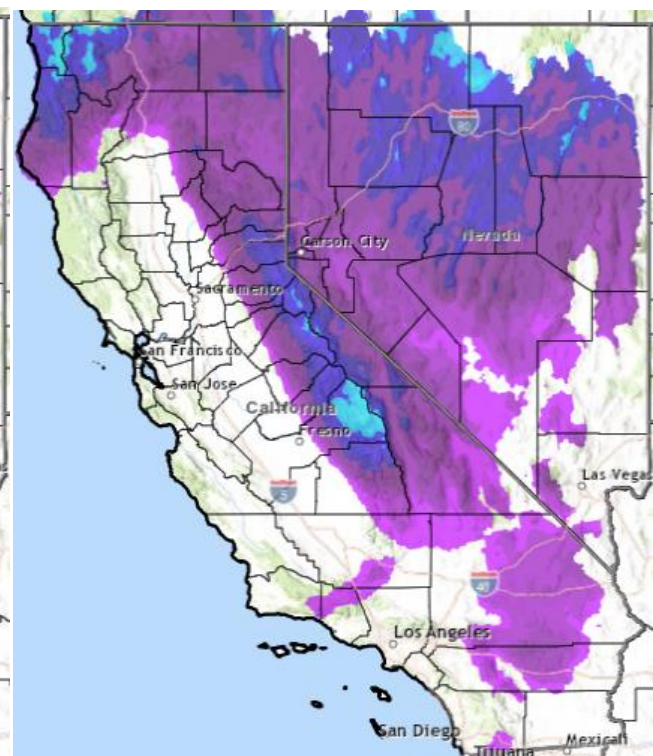 80
Carson City
Nevada
Sacramento
San Francisco
San Jose
California
Fresno
5
Las Vegas
40
Los Angeles
San Diego
Mexicali
Tijuana